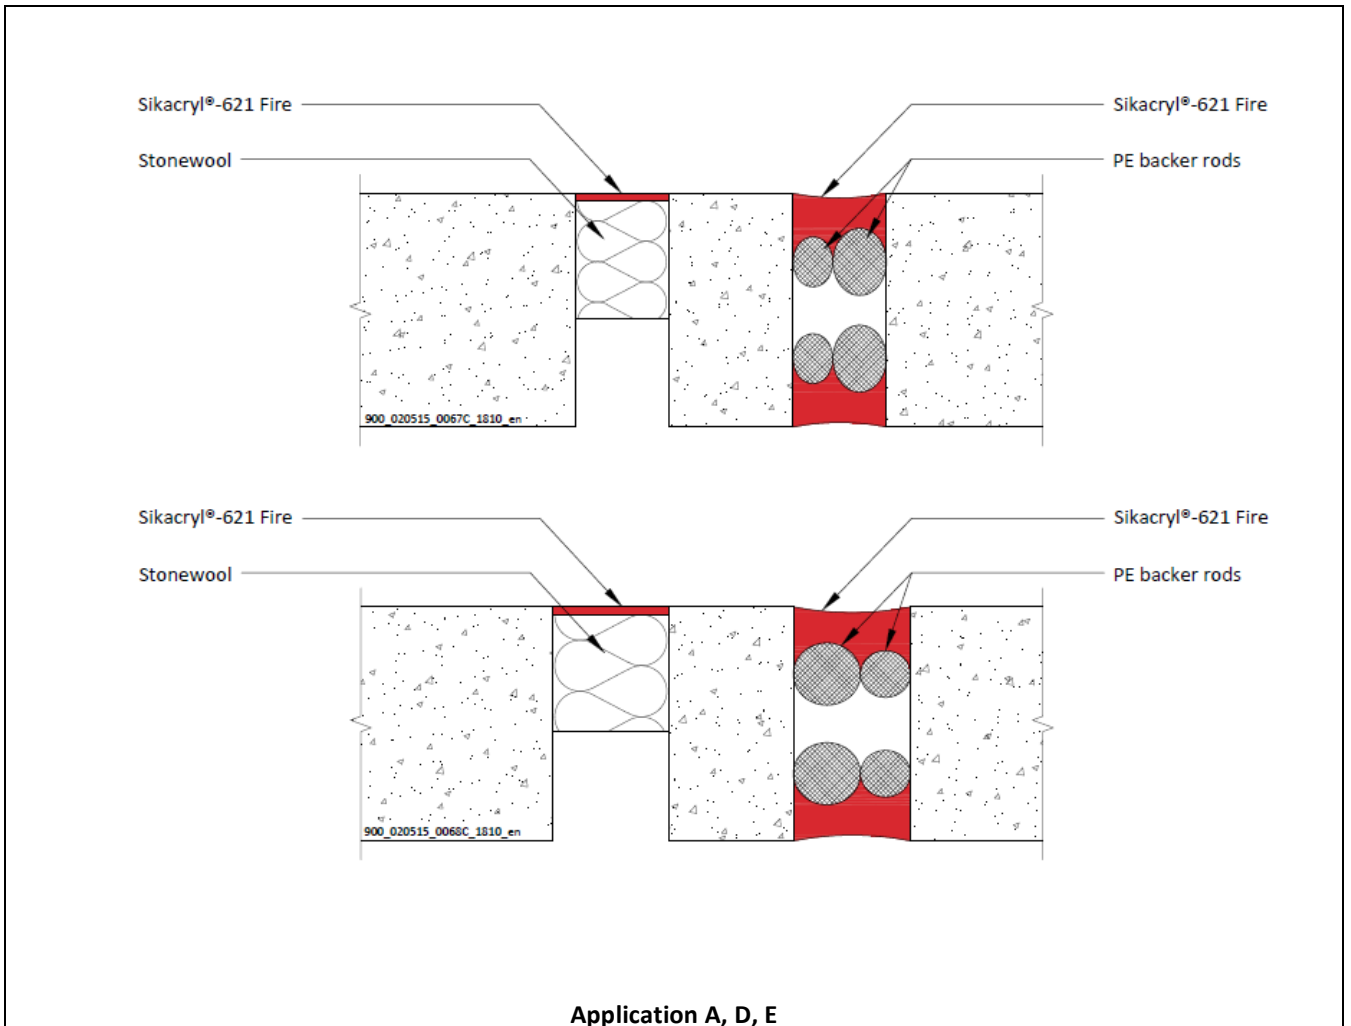 Sikacryl®-621 Fire
Sikacryl®-621 Fire
Stonewool
PE backer rods
900_020515_0067C_1810_en
Sikacryl®-621 Fire
Sikacryl®-621 Fire
Stonewool
PE backer rods
900_020515_0068C_1810_en
Application A, D, E